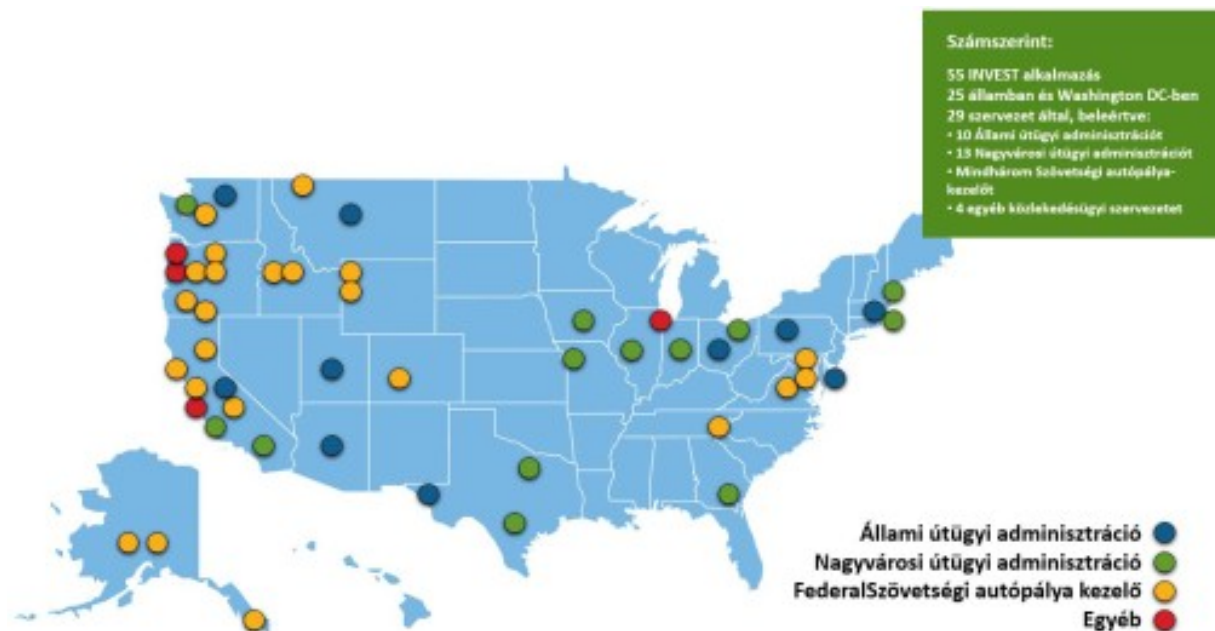 Számszerint:
55 INVEST alkalmazás
25 államban és Washington DC-ben
29 szervezet által, beleértve:
• 10 Állami útügyi adminisztrációt
• 13 Nagyvárosi útügyi adminisztrációt
• Mindhárom Szövetségi autópálya-
kezelőt
• 4 egyéb közlekedésügyi szervezetet
Állami útügyi adminisztráció
Nagyvárosi útügyi adminisztráció
FederalSzövetségi autópálya kezelő
Egyéb